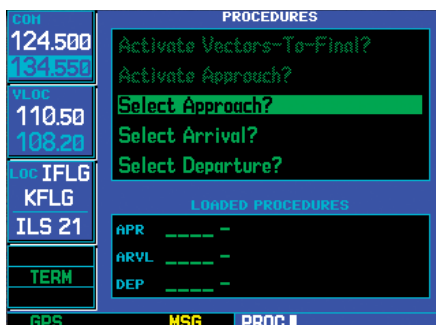 COM
124.500
134.550
VLOC
110.50
108.20
LOC IFLG
KFLG
ILS 21
TERM
PROCEDURES
Activate Vectors-To-Final?
Activate Approach?
Select Approach?
Select Arrival?
Select Departure?
LOADED PROCEDURES
APR ____ -
ARVL ____ -
DEP ____ -
GPS MSG PROC